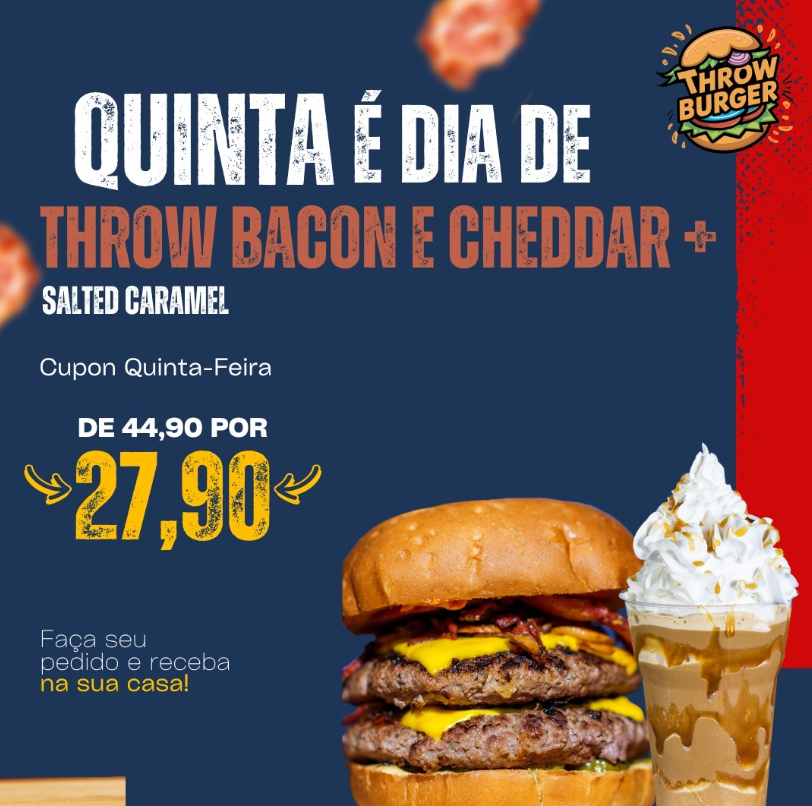 THROW
BURGER
QUINTA É DIA DE
THROW BACON E CHEDDAR +
SALTED CARAMEL
Cupon Quinta-Feira
DE 44,90 POR
27,90
Faça seu
pedido e receba
na sua casa!